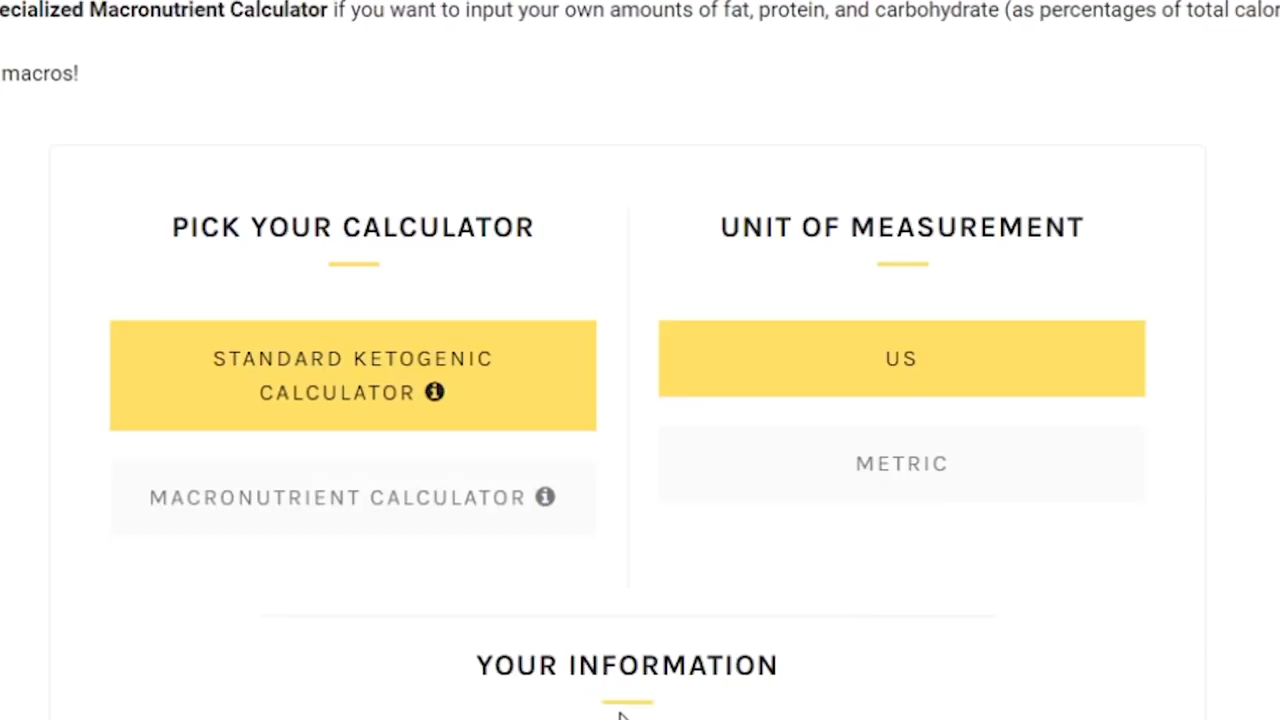 ecialized Macronutrient Calculator if you want to input your own amounts of fat, protein, and carbohydrate (as percentages of total calor
macros!
PICK YOUR CALCULATOR
STANDARD KETOGENIC
CALCULATOR
MACRONUTRIENT CALCULATOR
UNIT OF MEASUREMENT
US
METRIC
YOUR INFORMATION